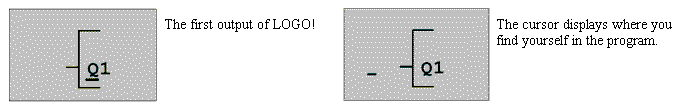 The first output of LOGO!
Q1
The cursor displays where you
find yourself in the program.
Q1